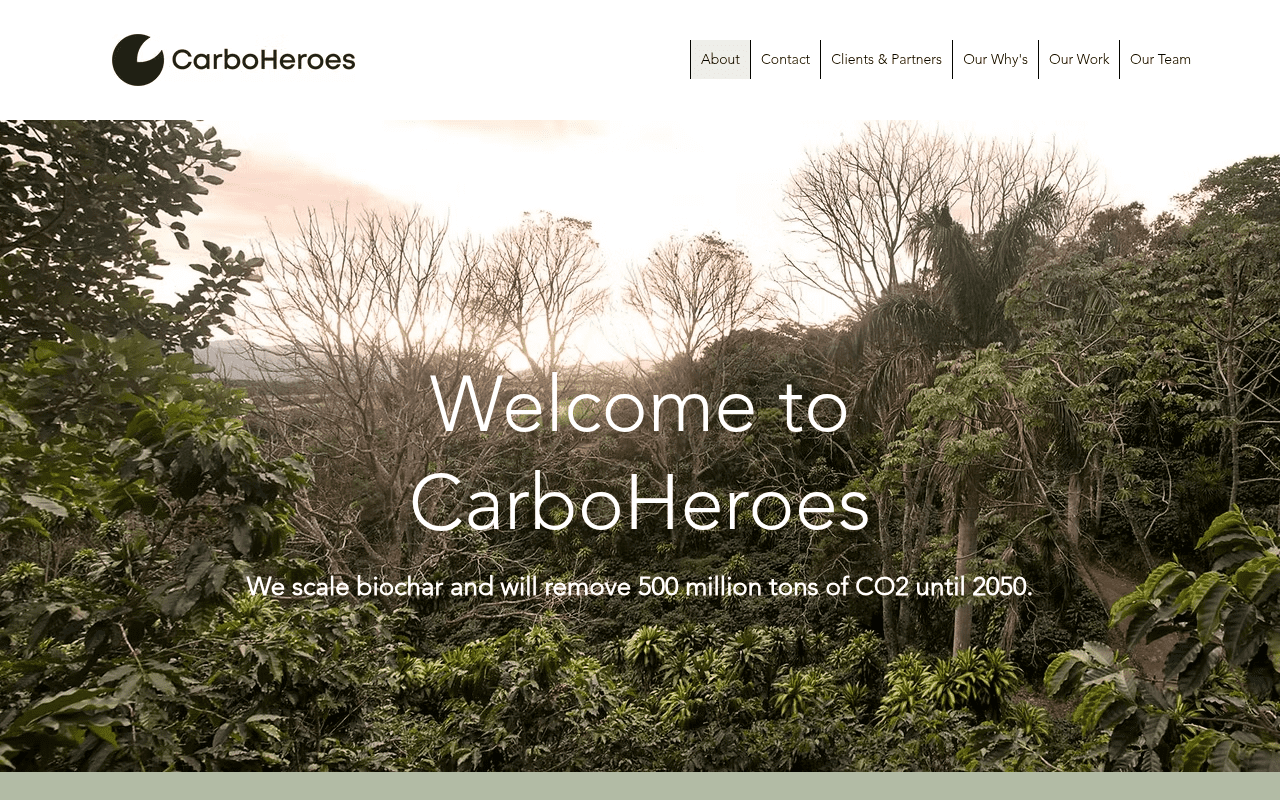 CarboHeroes
About
Contact
Clients & Partners
Our Why's
Our Work
Our Team
Welcome to
CarboHeroes
We scale biochar and will remove 500 million tons of CO2 until 2050.